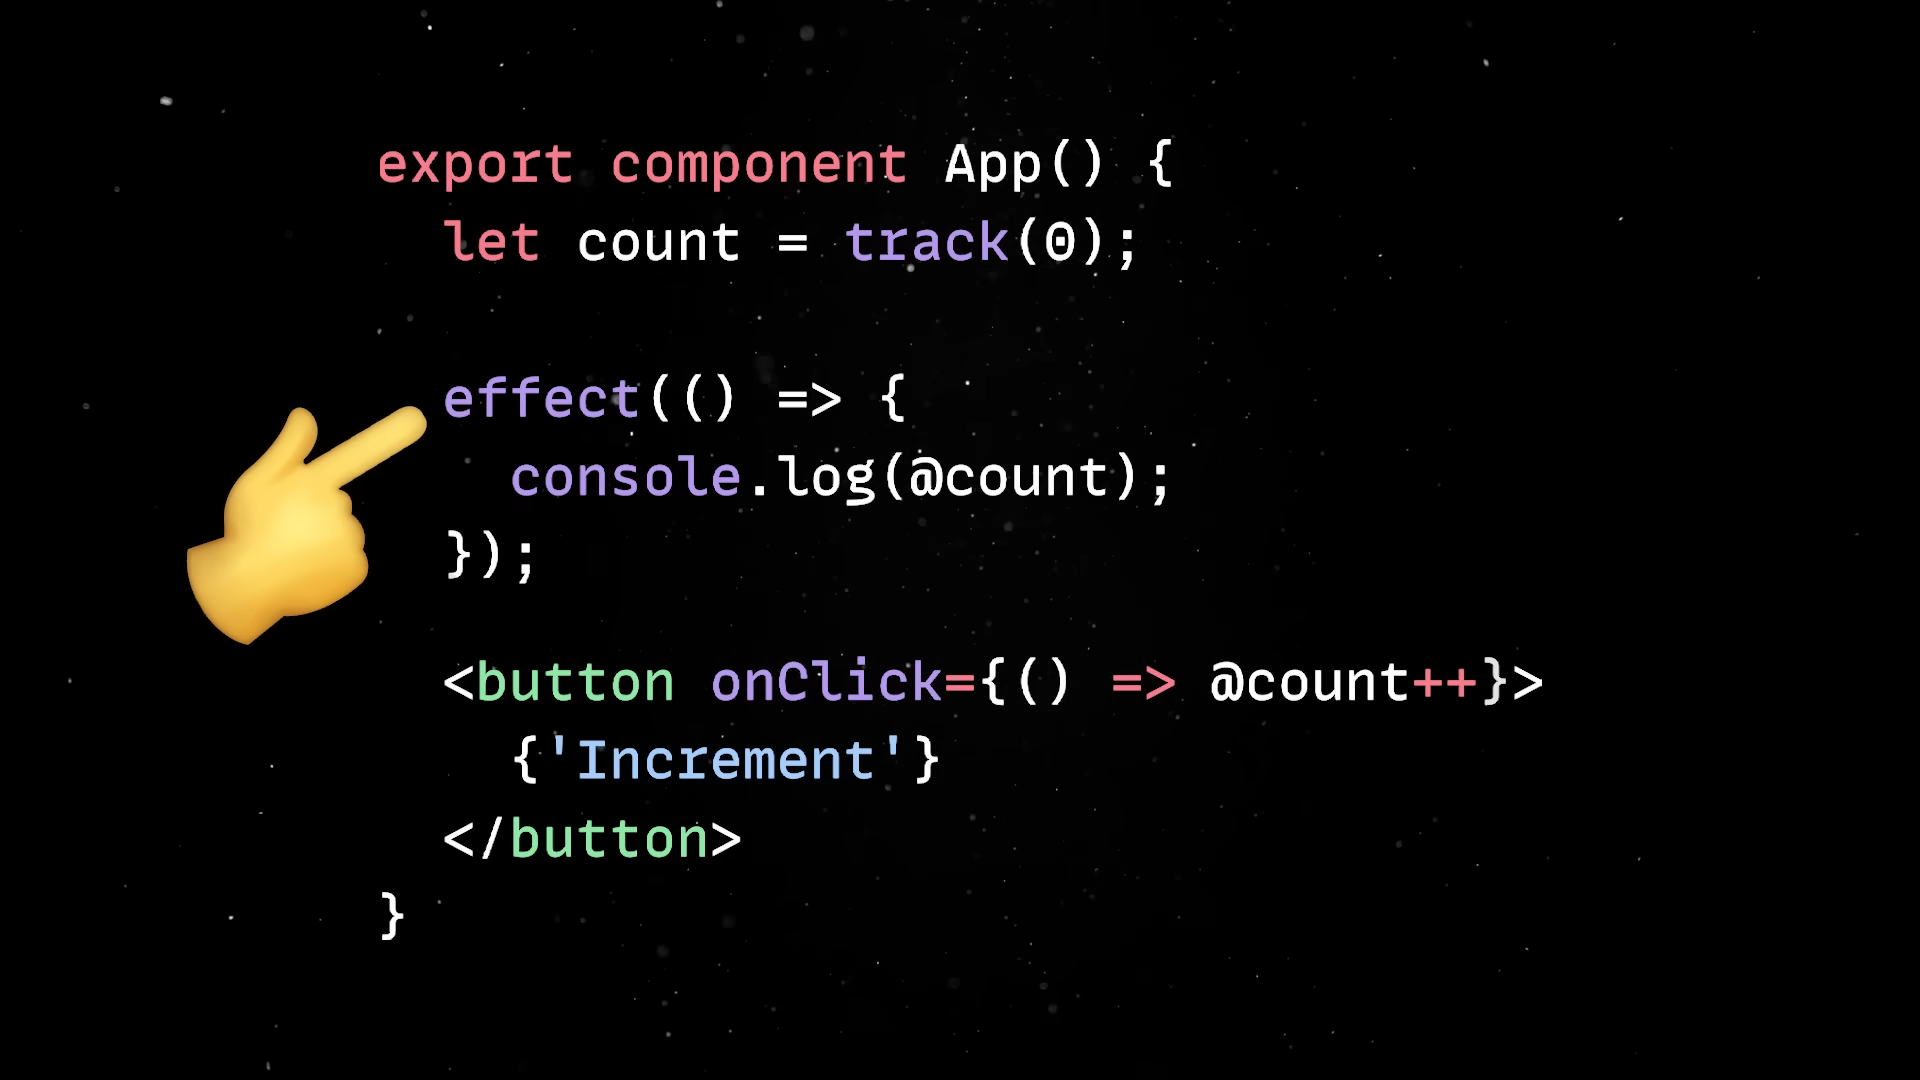 export component App() {
let count = track(0);
effect(() => {
console.log(@count);
});
<button onClick={() => @count++}>
{'Increment'}
</button>
}